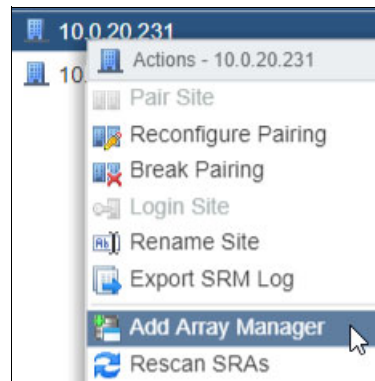 10.0.20.231
10.
Actions - 10.0.20.231
Pair Site
Reconfigure Pairing
Break Pairing
Login Site
Rename Site
Export SRM Log
Add Array Manager
Rescan SRAs